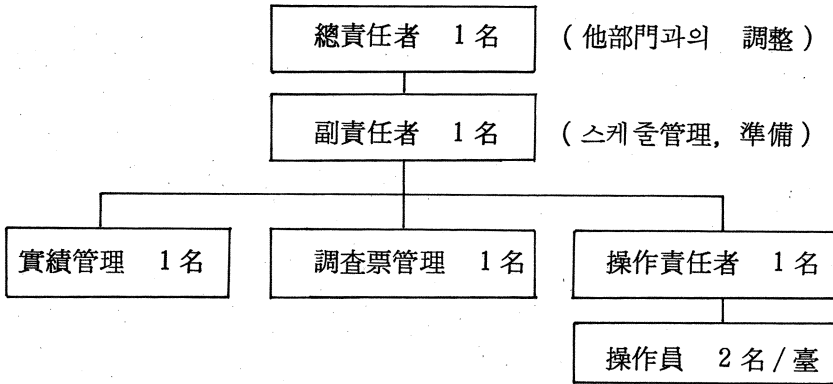 總責任者 1名 (他部門과의 調整)
副責任者 1名 (스케줄管理, 準備)
實績管理 1名 調査票管理 1名 操作責任者 1名
操作員 2名/臺